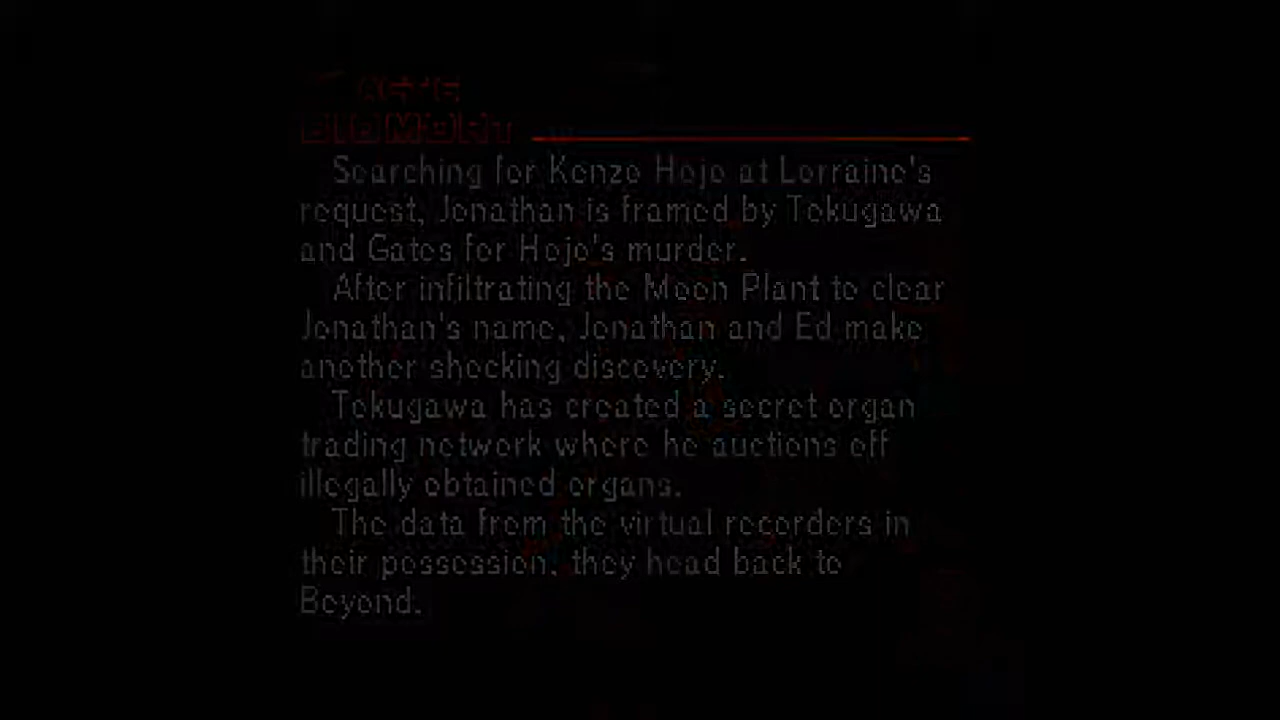 Searching for Kenzo Hojo at Lorraine's
request, Jonathan is framed by Tokugawa
and Gates for Hojo's murder.
After infiltrating the Moon Plant to clear
Jonathan's name, Jonathan and Ed make
another shocking discovery.
Tokugawa has created a secret organ
trading network where he auctions off
illegally obtained organs.
The data from the virtual recorders in
their possession, they head back to
Beyond.